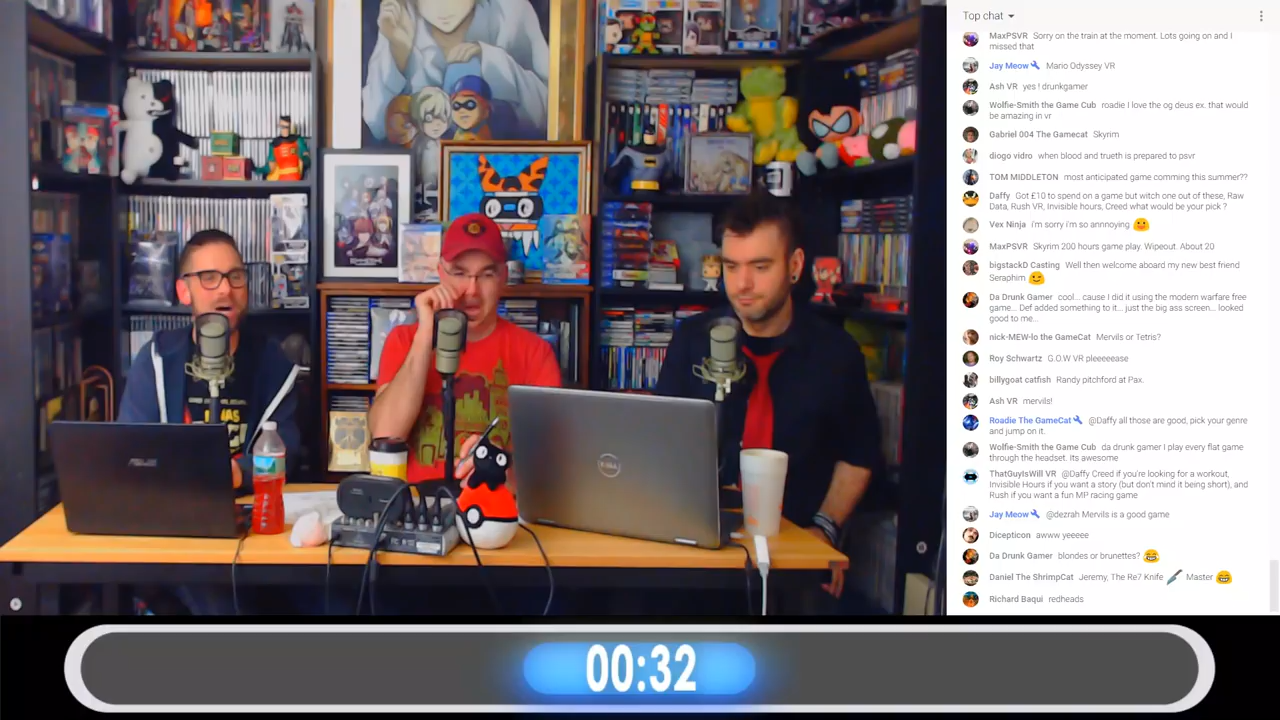 Top chat
MaxPSVR Sorry on the train at the moment. Lots going on and I
missed that
Jay Meow Mario Odyssey VR
Ash VR yes ! drunkgamer
Wolfie-Smith the Game Cub roadie I love the og deus ex. that would
be amazing in vr
Gabriel 004 The Gamecat Skyrim
diogo vidro when blood and trueth is prepared to psvr
TOM MIDDLETON most anticipated game comming this summer??
Daffy Got £10 to spend on a game but witch one out of these, Raw
Data, Rush VR, Invisible hours, Creed what would be your pick ?
Vex Ninja i'm sorry i'm so annnoying
MaxPSVR Skyrim 200 hours game play. Wipeout. About 20
bigstackD Casting Well then welcome aboard my new best friend
Seraphim
Da Drunk Gamer cool... cause I did it using the modern warfare free
game... Def added something to it... just the big ass screen... looked
good to me...
nick-MEW-lo the GameCat Mervils or Tetris?
Roy Schwartz G.O.W VR pleeeeease
billygoat catfish Randy pitchford at Pax.
Ash VR mervils!
Roadie The GameCat @Daffy all those are good, pick your genre
and jump on it.
Wolfie-Smith the Game Cub da drunk gamer I play every flat game
through the headset. Its awesome
ThatGuyIsWill VR @Daffy Creed if you're looking for a workout,
Invisible Hours if you want a story (but don't mind it being short), and
Rush if you want a fun MP racing game
Jay Meow @dezrah Mervils is a good game
Dicepticon awww yeeeee
Da Drunk Gamer blondes or brunettes?
Daniel The ShrimpCat Jeremy, The Re7 Knife Master
Richard Baqui redheads
ASUS
DELL
00:32